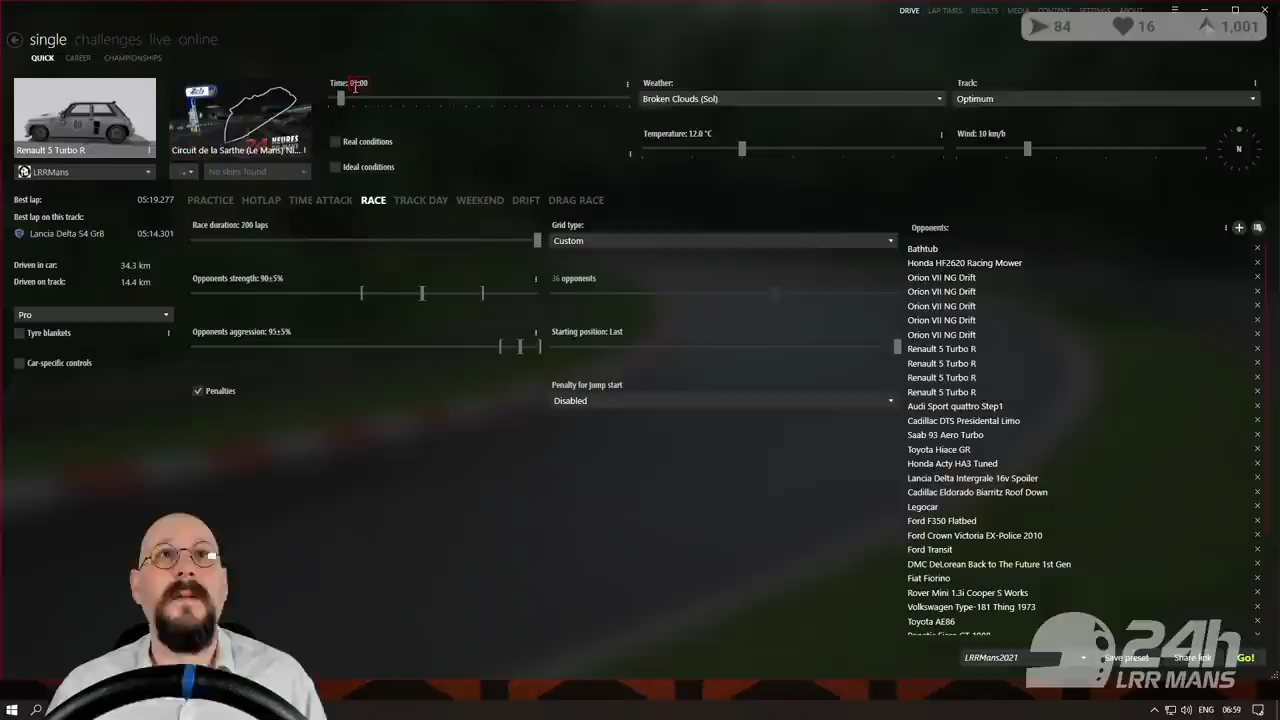 DRIVE LAP TIMES RESULTS MEDIA CONTENT SETTINGS ABOUT
84 16 1,001
single challenges live online
QUICK CAREER CHAMPIONSHIPS
Renault 5 Turbo R
Circuit de la Sarthe (Le Mans) Ni...
LRRMans
No skins found
Time: 01:00
Real conditions
Ideal conditions
Weather:
Broken Clouds (Sol)
Temperature: 12.0 °C
Track:
Optimum
Wind: 10 km/h
N
Best lap: 05:19.277
Best lap on this track:
Lancia Delta S4 GrB 05:14.301
Driven in car: 34.3 km
Driven on track: 14.4 km
Pro
Tyre blankets
Car-specific controls
PRACTICE HOTLAP TIME ATTACK RACE TRACK DAY WEEKEND DRIFT DRAG RACE
Race duration: 200 laps
Opponents strength: 90±5%
Opponents aggression: 95±5%
Penalties
Grid type:
Custom
36 opponents
Starting position: Last
Penalty for jump start
Disabled
Opponents:
Bathtub
Honda HF2620 Racing Mower
Orion VII NG Drift
Orion VII NG Drift
Orion VII NG Drift
Orion VII NG Drift
Orion VII NG Drift
Renault 5 Turbo R
Renault 5 Turbo R
Renault 5 Turbo R
Renault 5 Turbo R
Audi Sport quattro Step1
Cadillac DTS Presidental Limo
Saab 93 Aero Turbo
Toyota Hiace GR
Honda Acty HA3 Tuned
Lancia Delta Intergrale 16v Spoiler
Cadillac Eldorado Biarritz Roof Down
Legocar
Ford F350 Flatbed
Ford Crown Victoria EX-Police 2010
Ford Transit
DMC DeLorean Back to The Future 1st Gen
Fiat Fiorino
Rover Mini 1.3i Cooper S Works
Volkswagen Type-181 Thing 1973
Toyota AE86
Pontiac Fiero GT 1988
LRRMans2021 Save preset Share link Go!
24h
LRR MANS
ENG 06:59